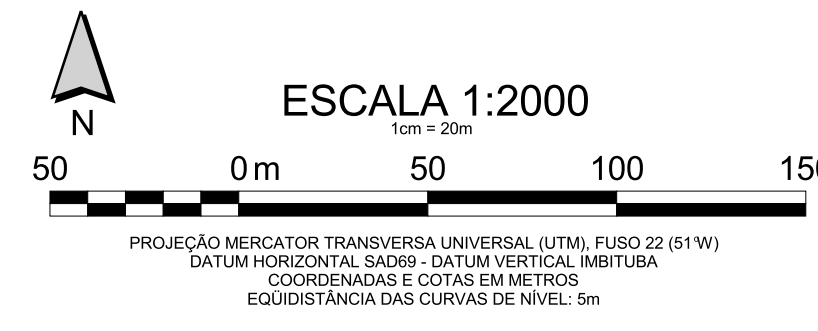 N
ESCALA 1:2000
1cm = 20m
50 0 m 50 100
PROJEÇÃO MERCATOR TRANSVERSA UNIVERSAL (UTM), FUSO 22 (51°W)
DATUM HORIZONTAL SAD69 - DATUM VERTICAL IMBITUBA
COORDENADAS E COTAS EM METROS
EQÜIDISTÂNCIA DAS CURVAS DE NÍVEL: 5m